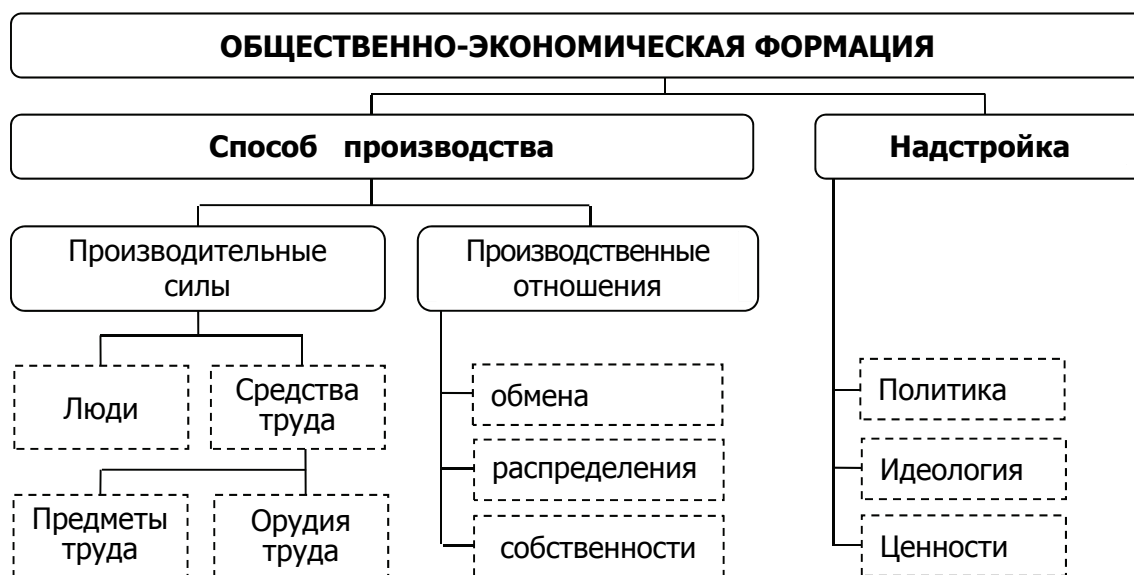 ОБЩЕСТВЕННО-ЭКОНОМИЧЕСКАЯ ФОРМАЦИЯ
Способ производства
Надстройка
Производительные
силы
Производственные
отношения
Люди
Средства
труда
Предметы
труда
Орудия
труда
обмена
распределения
собственности
Политика
Идеология
Ценности